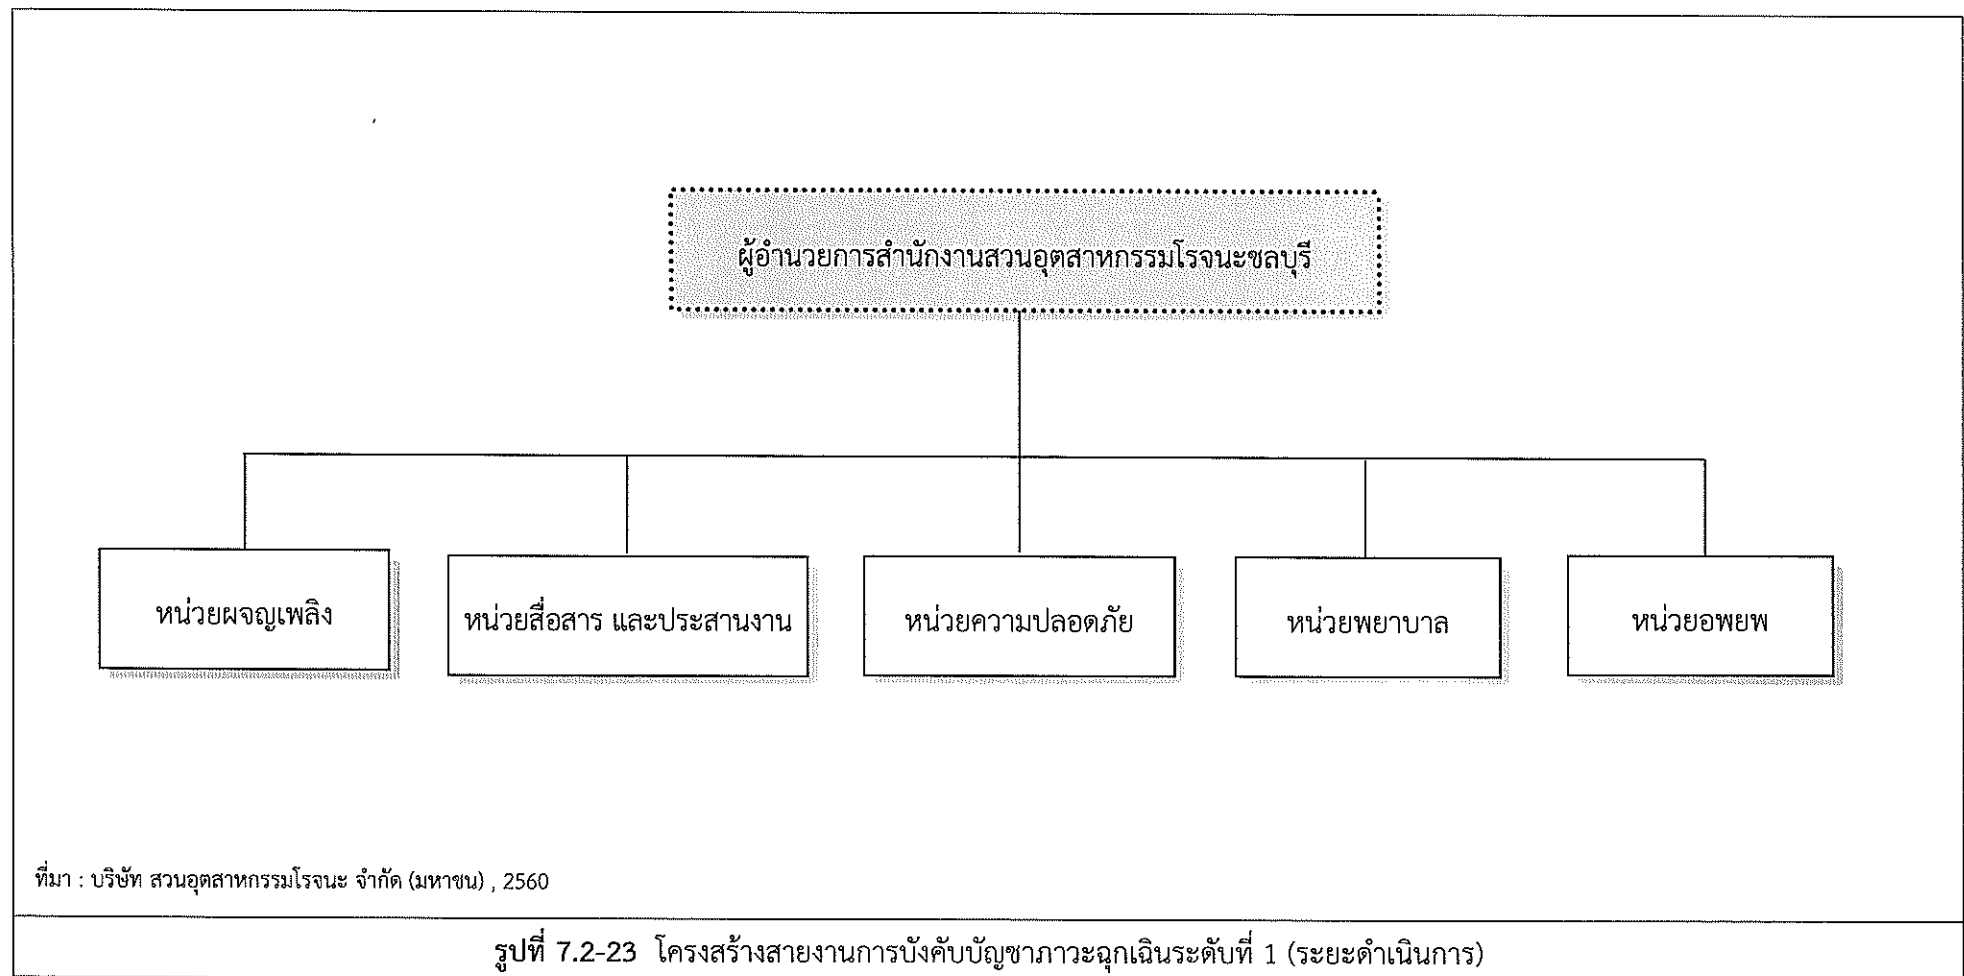 ผู้อำนวยการสำนักงานสวนอุตสาหกรรมโรจนะชลบุรี
หน่วยผจญเพลิง
หน่วยสื่อสาร และประสานงาน
หน่วยความปลอดภัย
หน่วยพยาบาล
หน่วยอพยพ
ที่มา : บริษัท สวนอุตสาหกรรมโรจนะ จำกัด (มหาชน) , 2560
รูปที่ 7.2-23 โครงสร้างสายงานการบังคับบัญชาภาวะฉุกเฉินระดับที่ 1 (ระยะดำเนินการ)